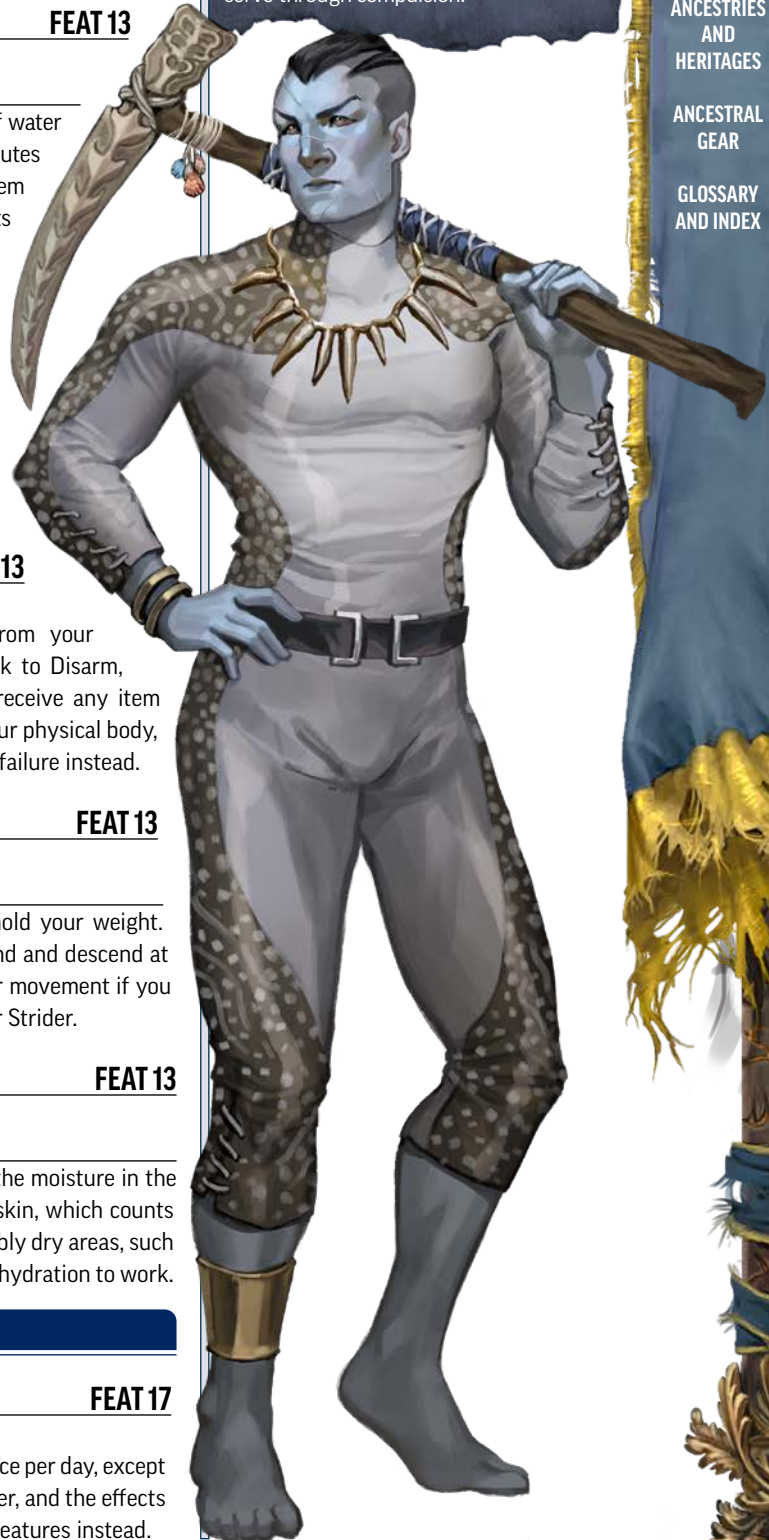 FEAT 13
f water
utes
em
s
13
rom your
k to Disarm,
receive any item
ur physical body,
failure instead.
FEAT 13
hold your weight.
nd and descend at
r movement if you
r Strider.
FEAT 13
the moisture in the
skin, which counts
bly dry areas, such
hydration to work.
FEAT 17
ce per day, except
er, and the effects
eatures instead.
serve through compulsion.
ANCESTRIES
AND
HERITAGES
ANCESTRAL
GEAR
GLOSSARY
AND INDEX